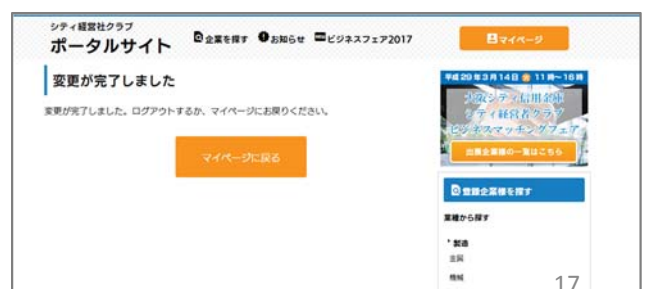 シティ経営社クラブ
ポータルサイト
企業を探す お知らせ ビジネスフェア2017
マイページ
変更が完了しました
変更が完了しました。ログアウトするか、マイページにお戻りください。
マイページに戻る
平成29年3月14日 火 11時~16時
大阪シティ信用金庫
シティ経営者クラブ
ビジネスマッチングフェア
出展企業様の一覧はこちら
登録企業様を探す
業種から探す
製造
金属
機械
17